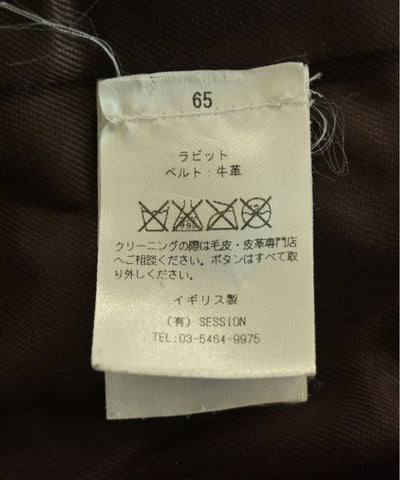 65
ラビット
ベルト：牛革
クリーニングの際は毛皮・皮革専門店
へご相談ください。ボタンはすべて取
り外しください。
イギリス製
（有）SESSION
TEL:03-5464-9975